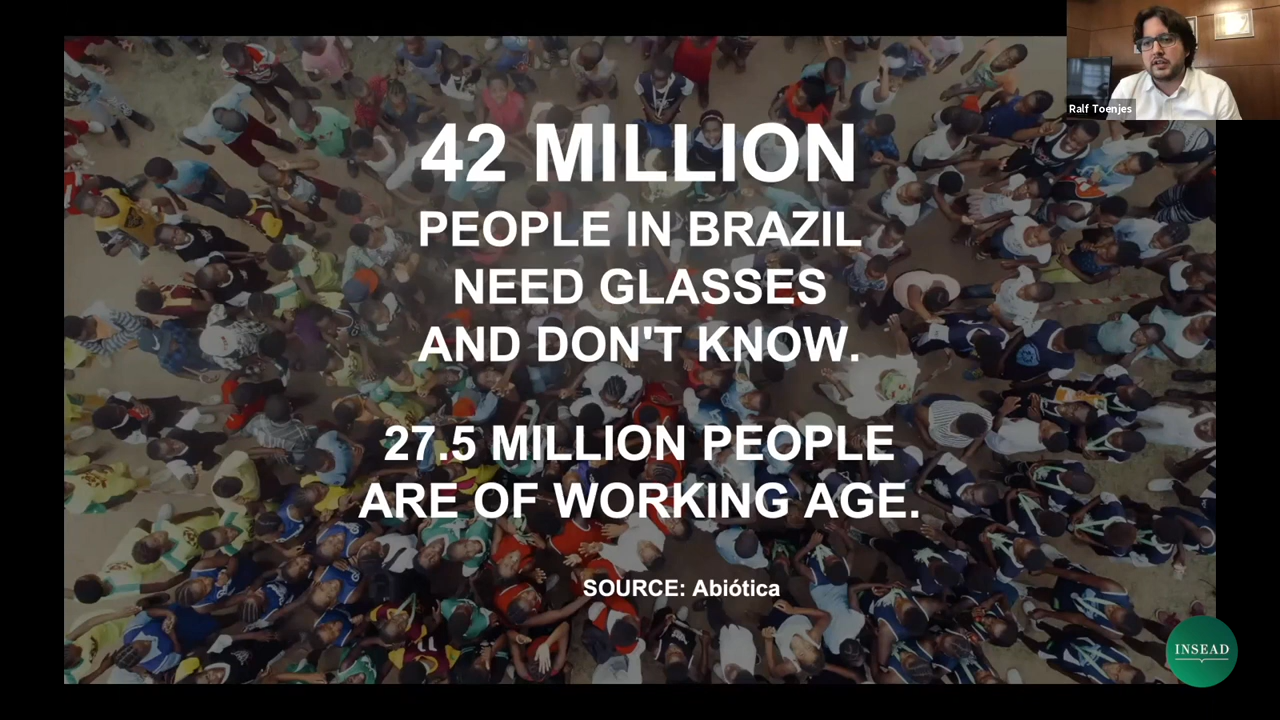 Ralf Toenjes
42 MILLION
PEOPLE IN BRAZIL
NEED GLASSES
AND DON'T KNOW.
27.5 MILLION PEOPLE
ARE OF WORKING AGE.
SOURCE: Abiótica
INSEAD